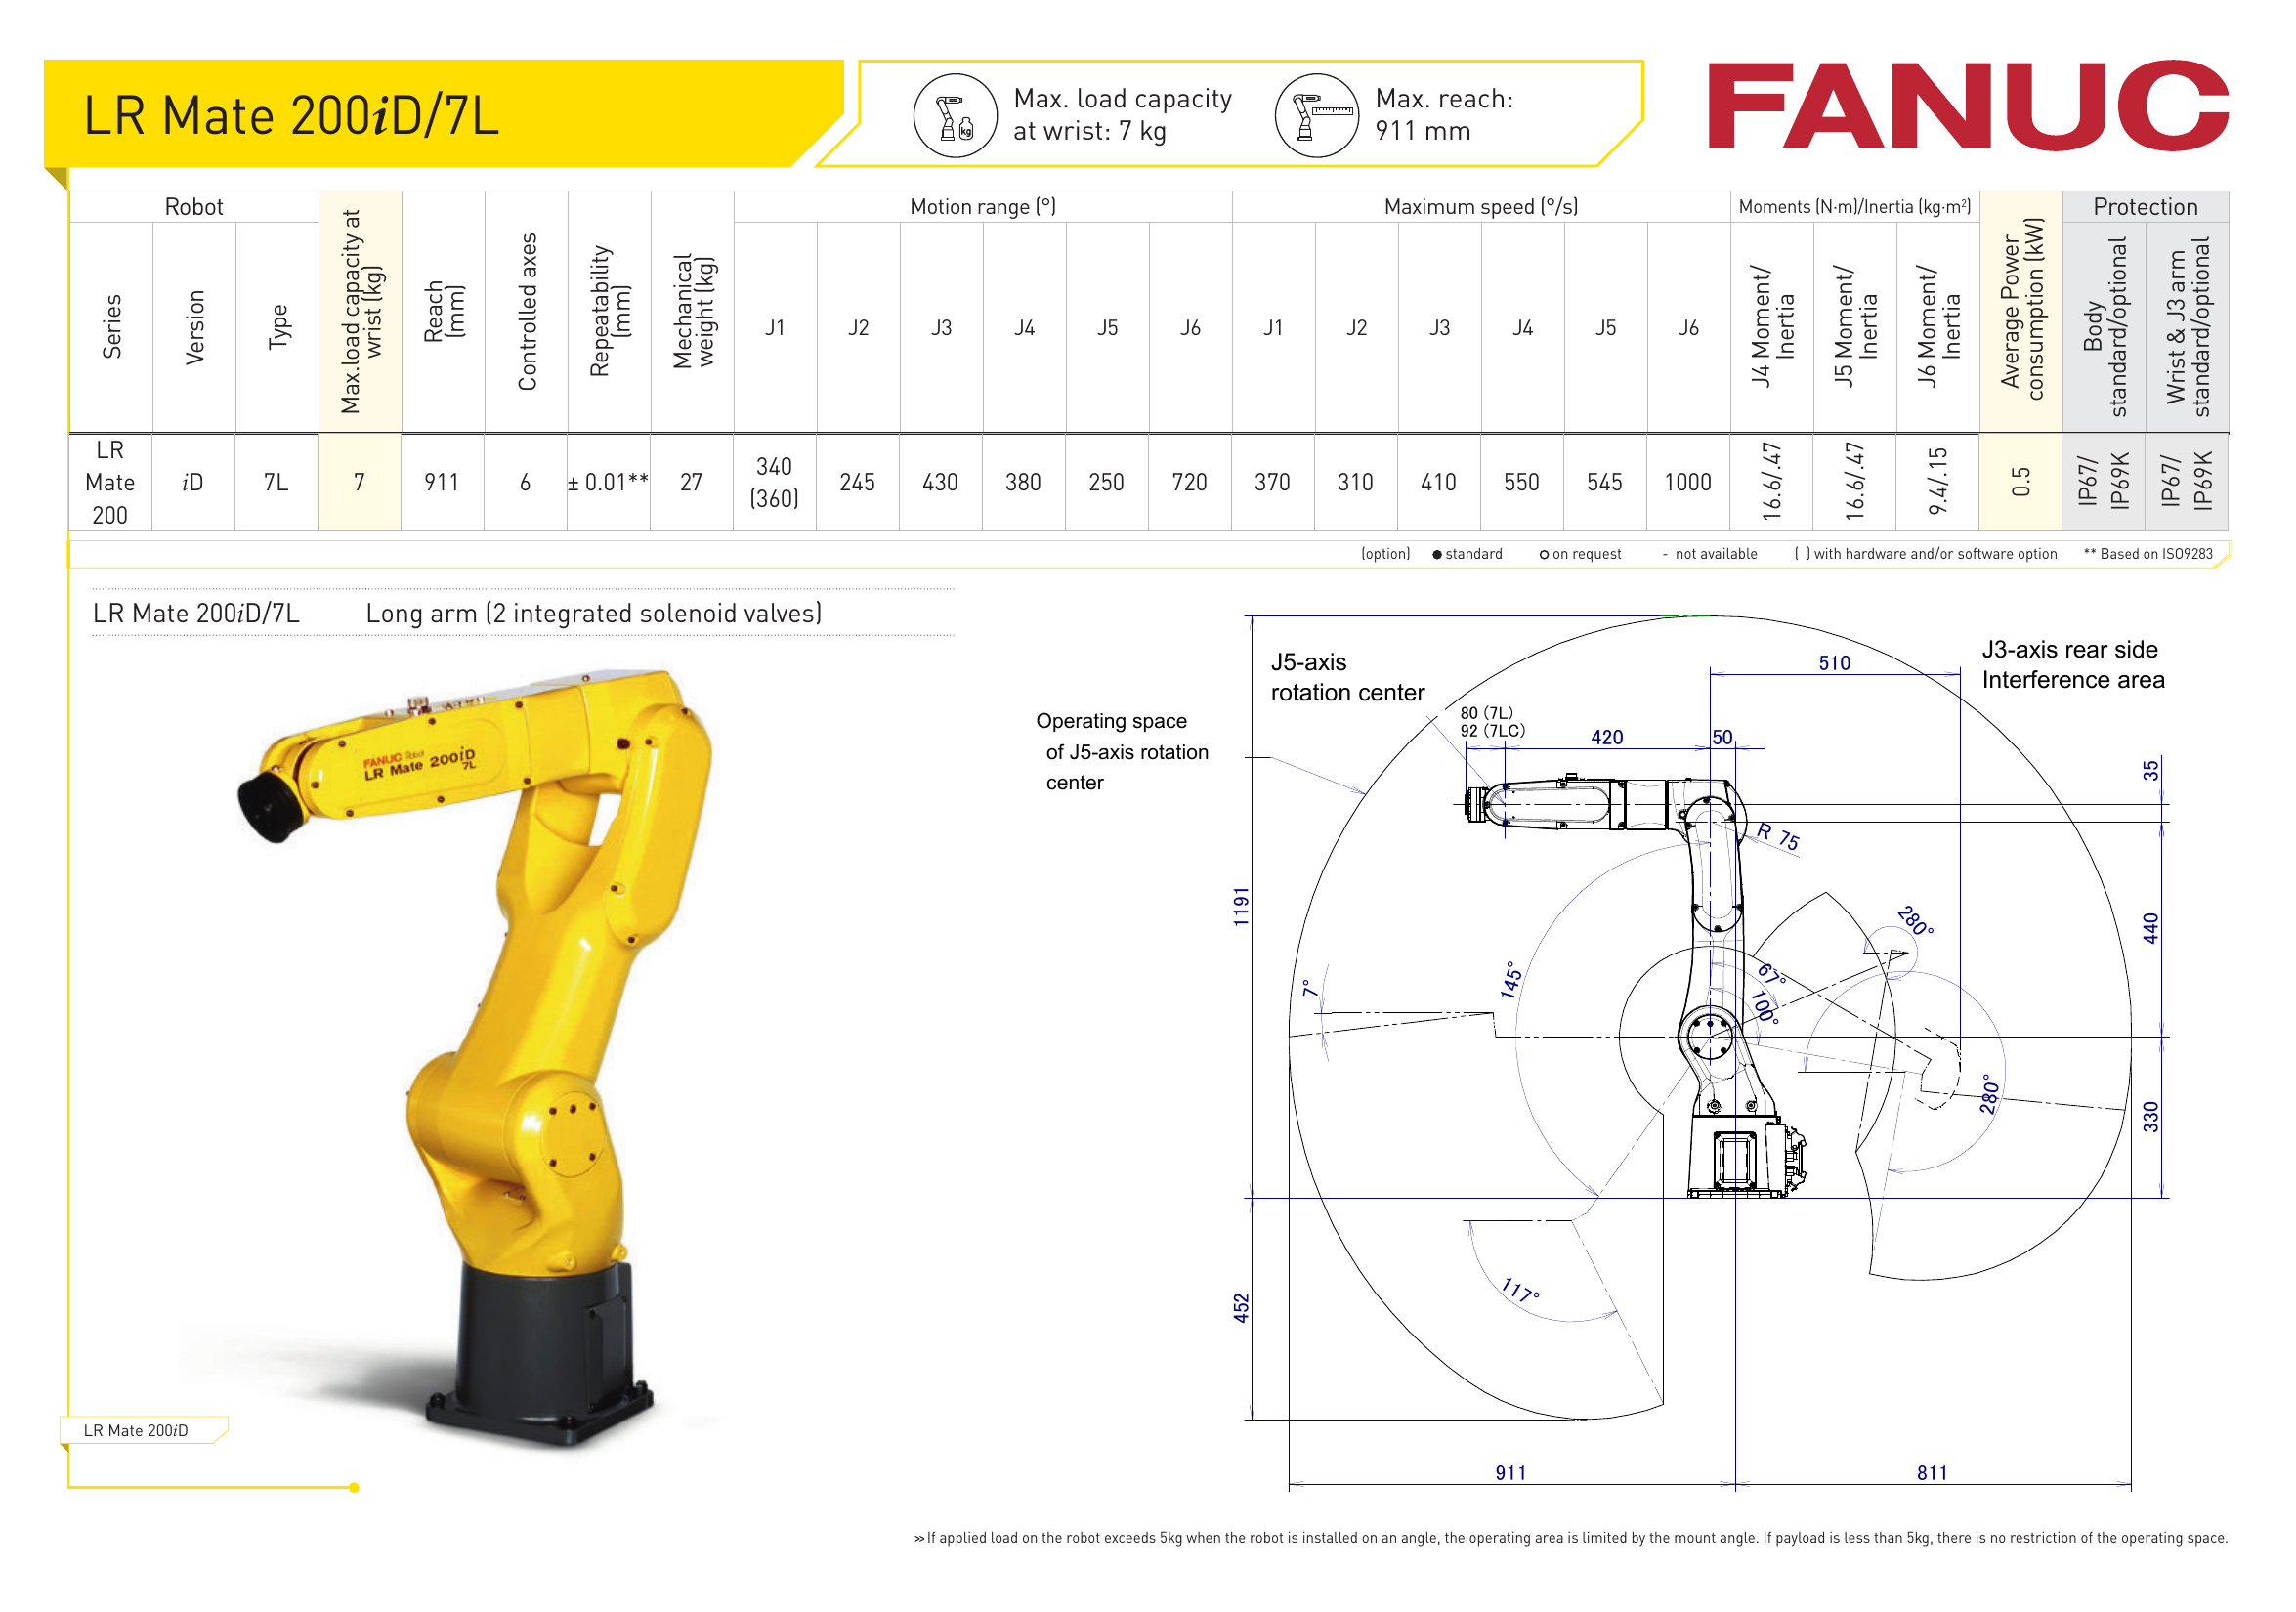 LR Mate 200iD/7L
Max. load capacity
at wrist: 7 kg
kg
Max. reach:
911 mm
FANUC
Robot
Motion range (°)
Maximum speed (°/s)
Moments (N·m)/Inertia (kg·m²)
Protection
Series
Version
Type
Max.load capacity at
wrist (kg)
Reach
(mm)
Controlled axes
Repeatability
(mm)
Mechanical
weight (kg)
J1
J2
J3
J4
J5
J6
J1
J2
J3
J4
J5
J6
J4 Moment/
Inertia
J5 Moment/
Inertia
J6 Moment/
Inertia
Average Power
consumption (kW)
Body
standard/optional
Wrist & J3 arm
standard/optional
LR
Mate
200
iD
7L
7
911
6
± 0.01**
27
340
(360)
245
430
380
250
720
370
310
410
550
545
1000
16.6/.47
16.6/.47
9.4/.15
0.5
IP67/
IP69K
IP67/
IP69K
(option) ● standard ○ on request - not available ( ) with hardware and/or software option ** Based on ISO9283
LR Mate 200iD/7L Long arm (2 integrated solenoid valves)
FANUC Robot
LR Mate 200iD
7L
J5-axis
rotation center
J3-axis rear side
Interference area
Operating space
of J5-axis rotation
center
510
80 (7L)
92 (7LC)
420
50
35
R 75
1191
440
280°
67°
100°
145°
7°
280°
330
117°
452
911
811
LR Mate 200iD
>> If applied load on the robot exceeds 5kg when the robot is installed on an angle, the operating area is limited by the mount angle. If payload is less than 5kg, there is no restriction of the operating space.